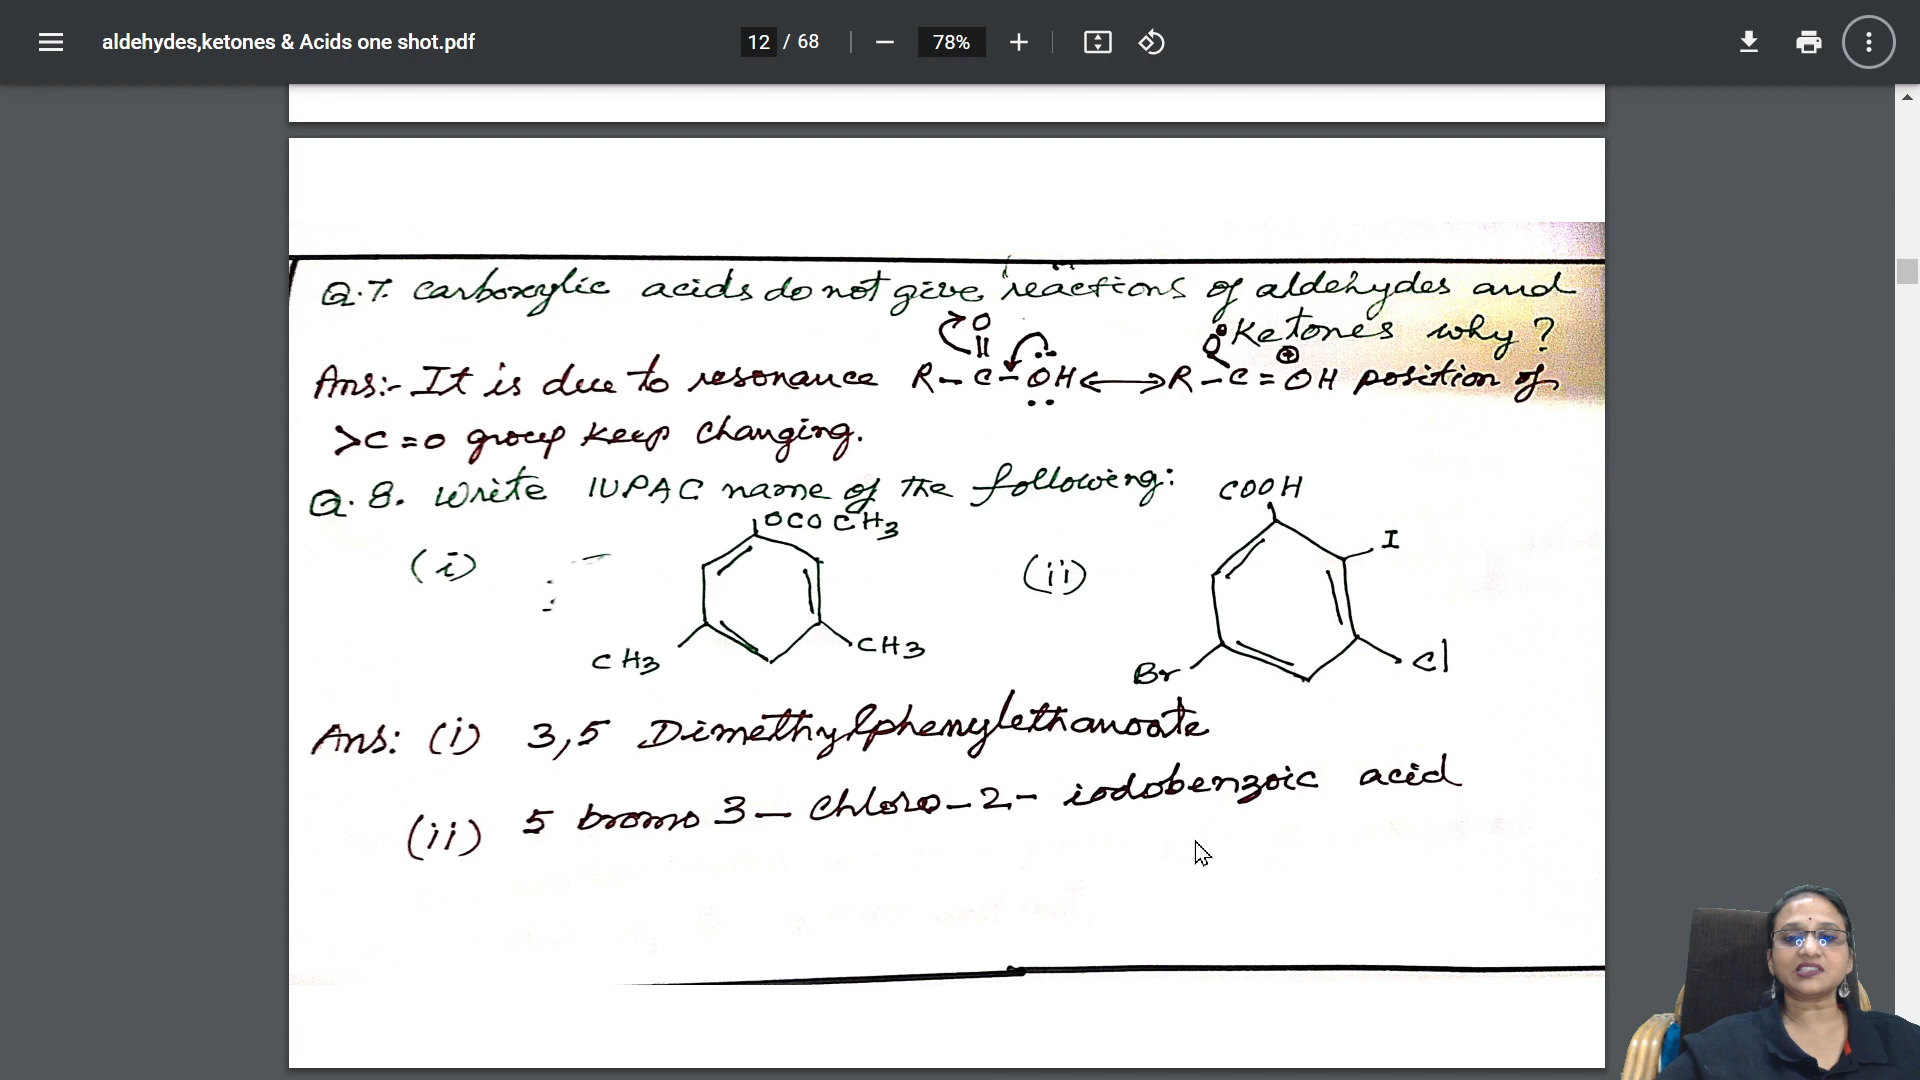 aldehydes,ketones & Acids one shot.pdf
12 / 68
78%
Q.7. Carboxylic acids do not give reactions of aldehydes and
Ketones why?
Ans:- It is due to resonance R-C-OH ⟷ R-C=OH position of
O
O
⊕
>C=O group keep changing.
Q.8. Write IUPAC name of the following:
COOH
OCOCH3
I
(i)
(ii)
CH3
CH3
Cl
Br
Ans: (i) 3,5 Dimethylphenylethanoate
(ii) 5 bromo 3-chloro-2-iodobenzoic acid